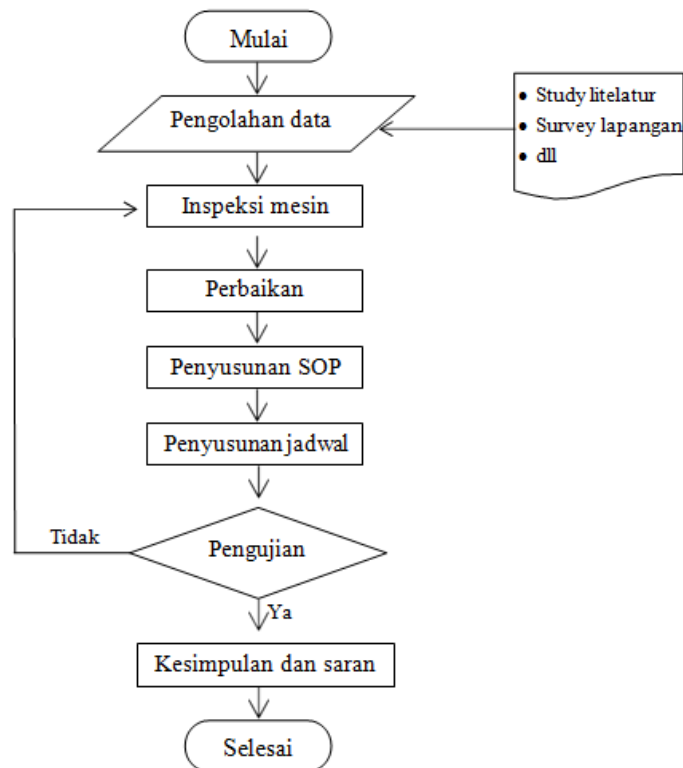 Mulai
Pengolahan data
• Study litelatur
• Survey lapangan
• dll
Inspeksi mesin
Perbaikan
Penyusunan SOP
Penyusunan jadwal
Pengujian
Tidak
Ya
Kesimpulan dan saran
Selesai